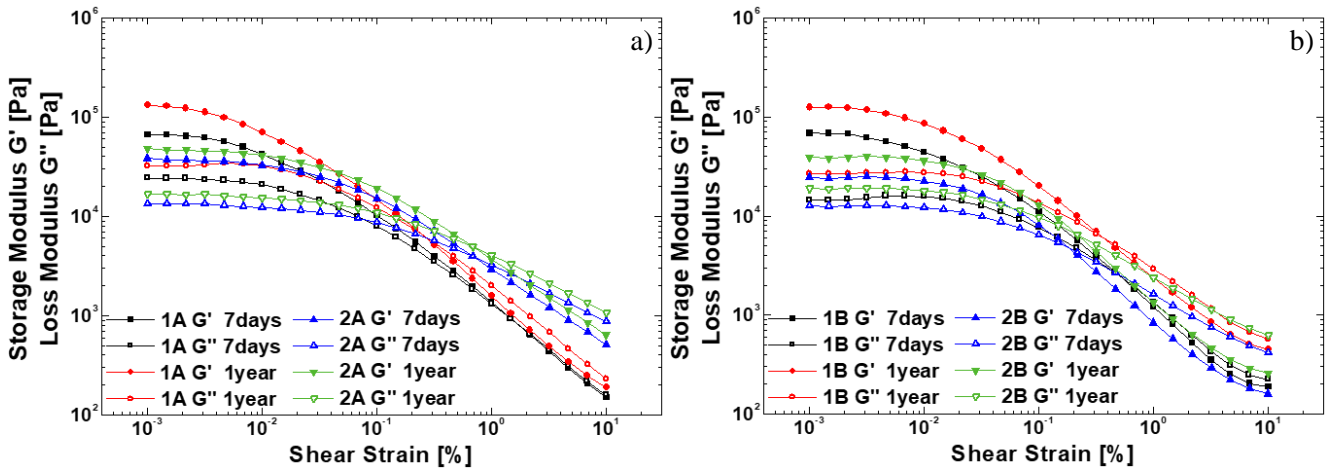 a)
Storage Modulus G' [Pa]
Loss Modulus G'' [Pa]
10^6
10^5
10^4
10^3
10^2
1A G' 7days
1A G'' 7days
1A G' 1year
1A G'' 1year
2A G' 7days
2A G'' 7days
2A G' 1year
2A G'' 1year
10^-3
10^-2
10^-1
10^0
10^1
Shear Strain [%]
b)
Storage Modulus G' [Pa]
Loss Modulus G'' [Pa]
10^6
10^5
10^4
10^3
10^2
1B G' 7days
1B G'' 7days
1B G' 1year
1B G'' 1year
2B G' 7days
2B G'' 7days
2B G' 1year
2B G'' 1year
10^-3
10^-2
10^-1
10^0
10^1
Shear Strain [%]